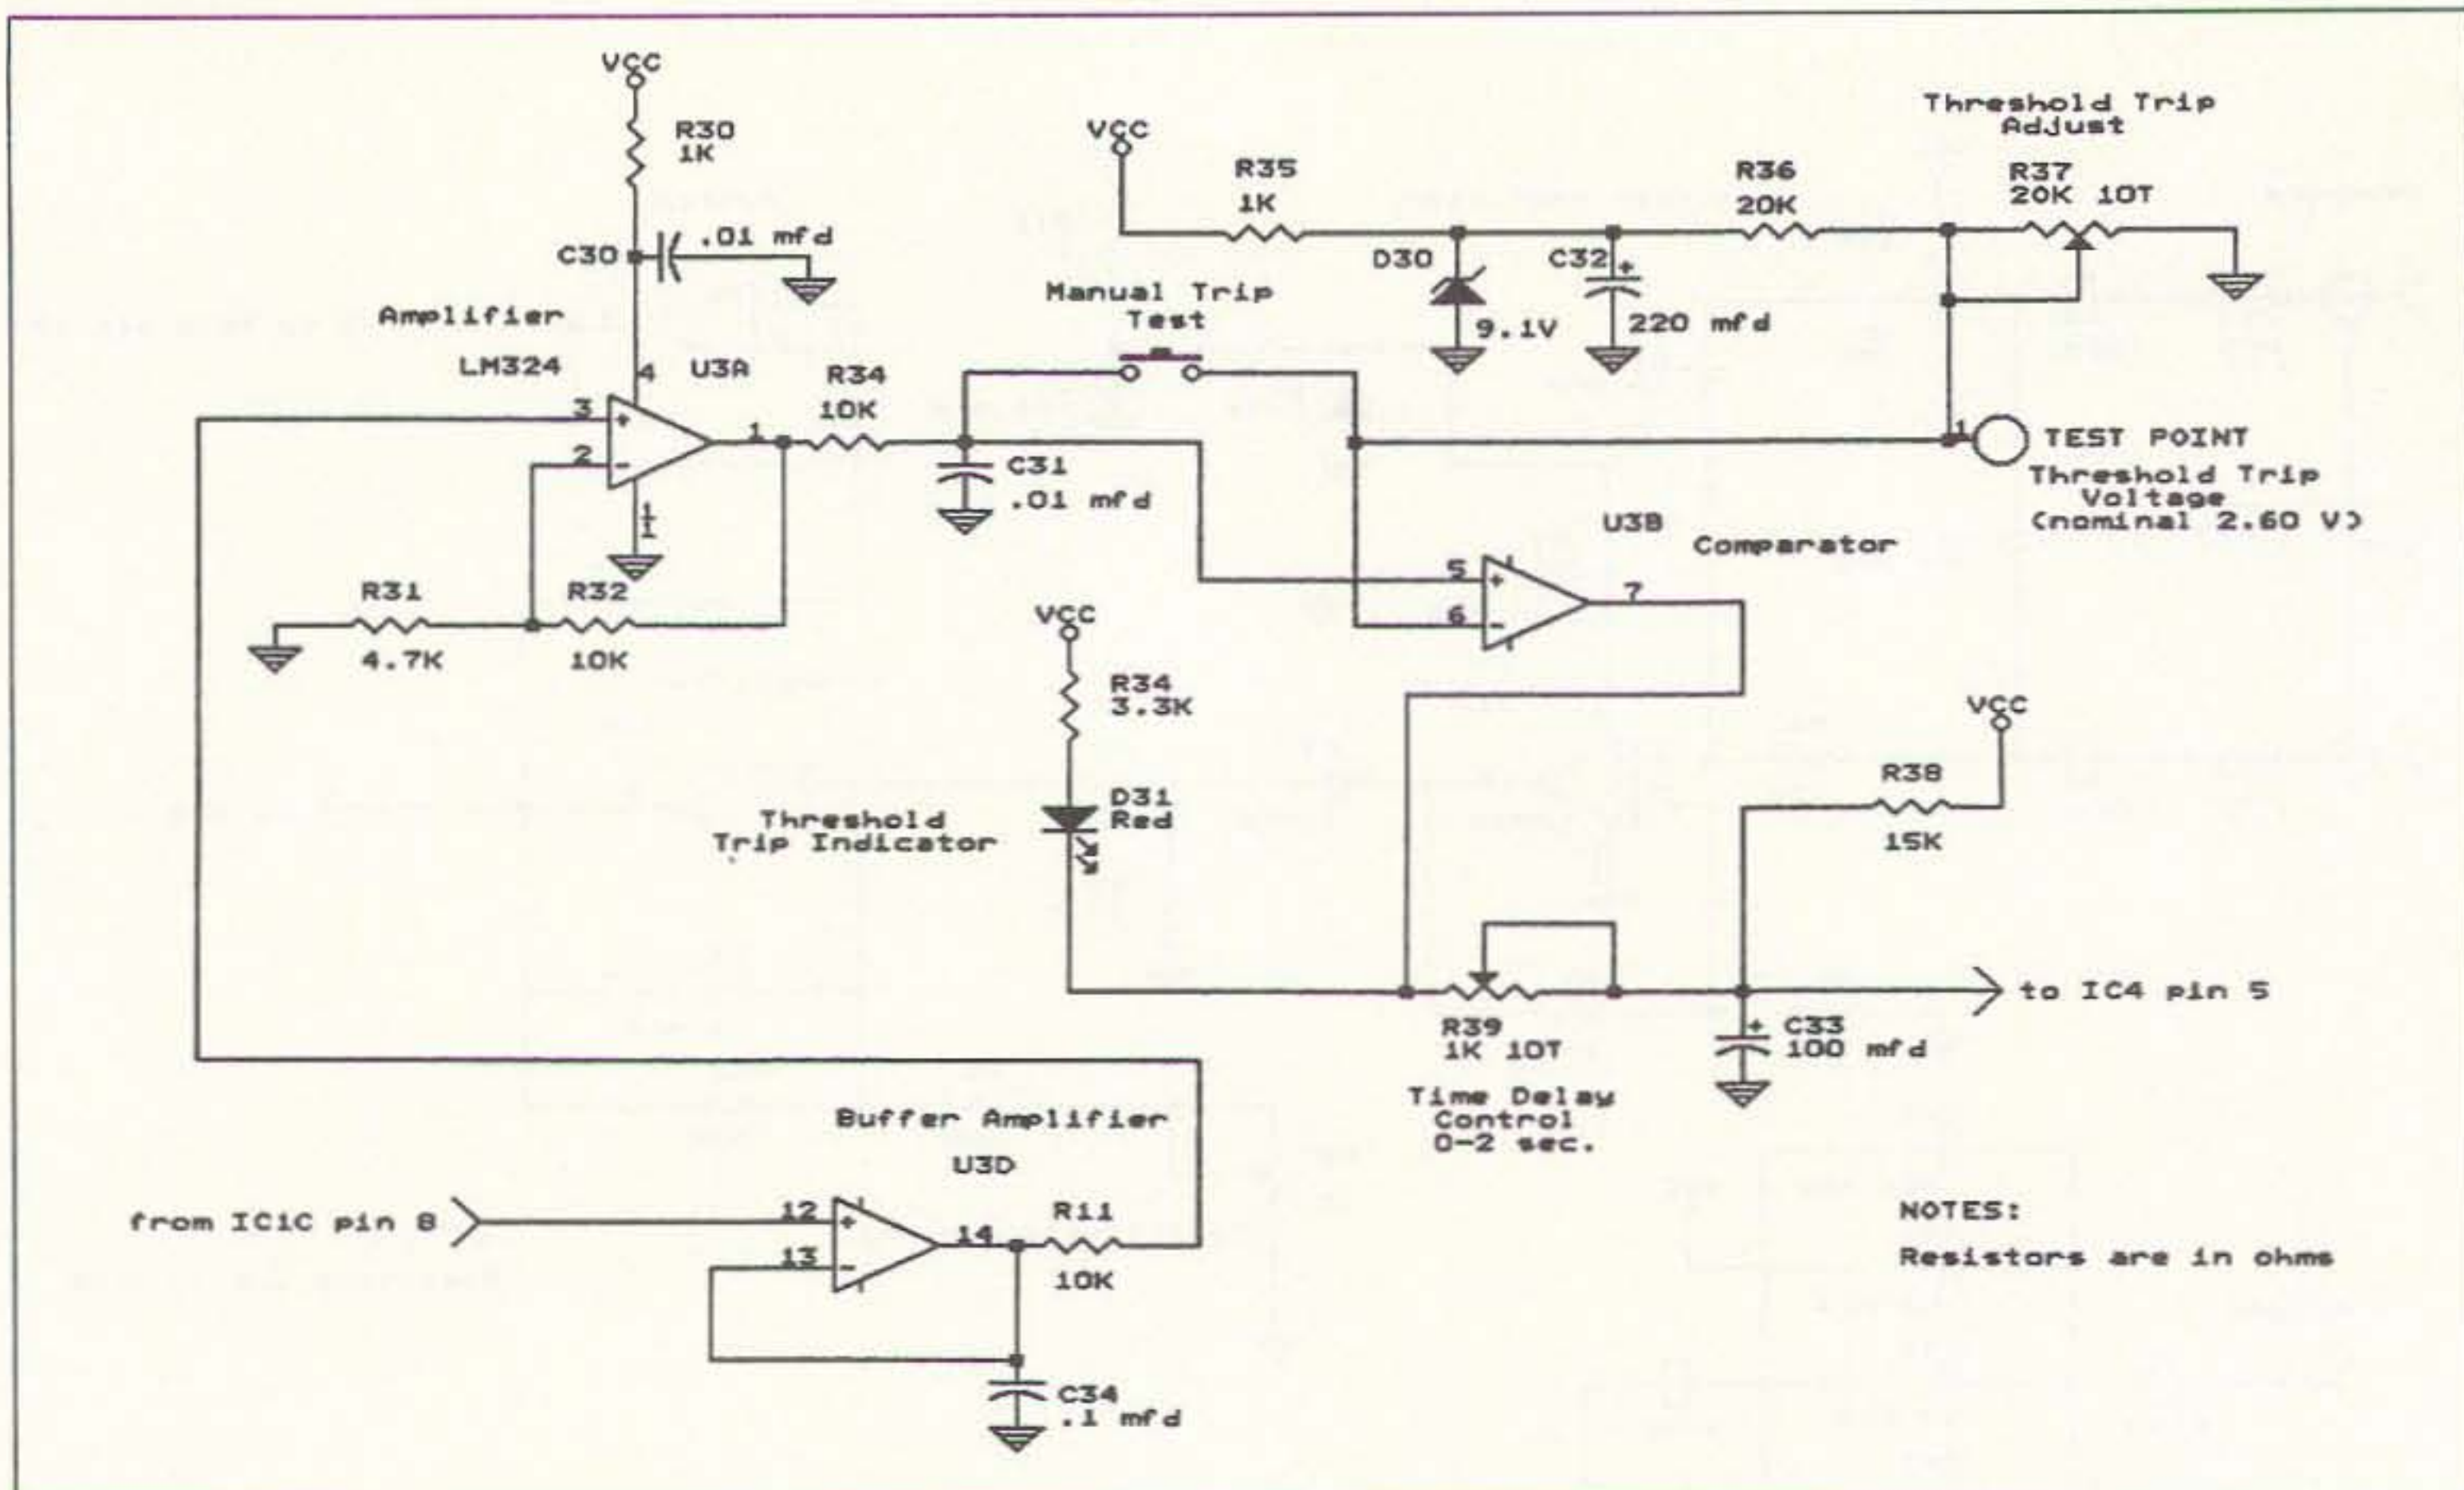 VCC
R30
1K
C30
.01 mfd
Amplifier
LM324
4
U3A
3
2
1
1
1
R34
10K
R31
4.7K
R32
10K
C31
.01 mfd
Manual Trip
Test
VCC
R35
1K
D30
9.1V
C32
+
220 mfd
R36
20K
Threshold Trip
Adjust
R37
20K 10T
1
TEST POINT
Threshold Trip
Voltage
(nominal 2.60 V)
U3B
Comparator
5
6
7
VCC
R34
3.3K
D31
Red
Threshold
Trip Indicator
VCC
R38
15K
R39
1K 10T
Time Delay
Control
0-2 sec.
+
C33
100 mfd
to IC4 pin 5
Buffer Amplifier
U3D
from IC1C pin 8
12
13
14
R11
10K
C34
.1 mfd
NOTES:
Resistors are in ohms